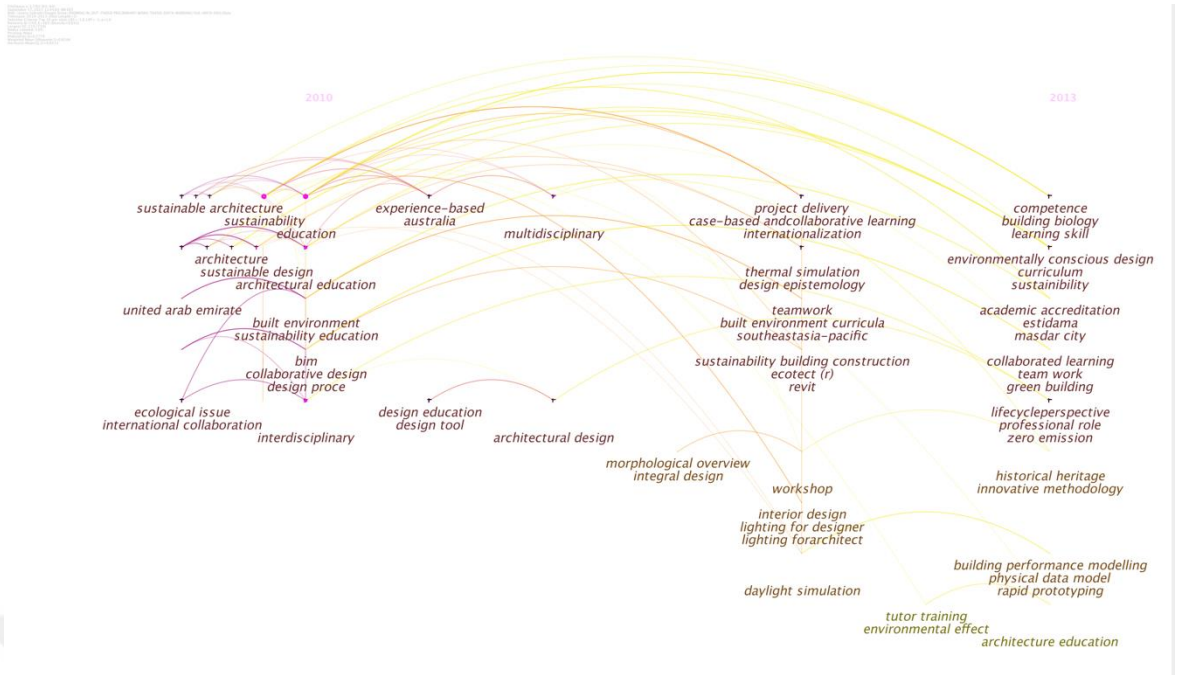 2010
2013
sustainable architecture
sustainability
education
experience-based
australia
multidisciplinary
project delivery
case-based andcollaborative learning
internationalization
competence
building biology
learning skill
architecture
sustainable design
architectural education
thermal simulation
design epistemology
environmentally conscious design
curriculum
sustainibility
united arab emirate
built environment
sustainability education
teamwork
built environment curricula
southeastasia-pacific
academic accreditation
estidama
masdar city
bim
collaborative design
design proce
sustainability building construction
ecotect (r)
revit
collaborated learning
team work
green building
ecological issue
international collaboration
interdisciplinary
design education
design tool
architectural design
lifecycleperspective
professional role
zero emission
morphological overview
integral design
workshop
historical heritage
innovative methodology
interior design
lighting for designer
lighting forarchitect
daylight simulation
building performance modelling
physical data model
rapid prototyping
tutor training
environmental effect
architecture education